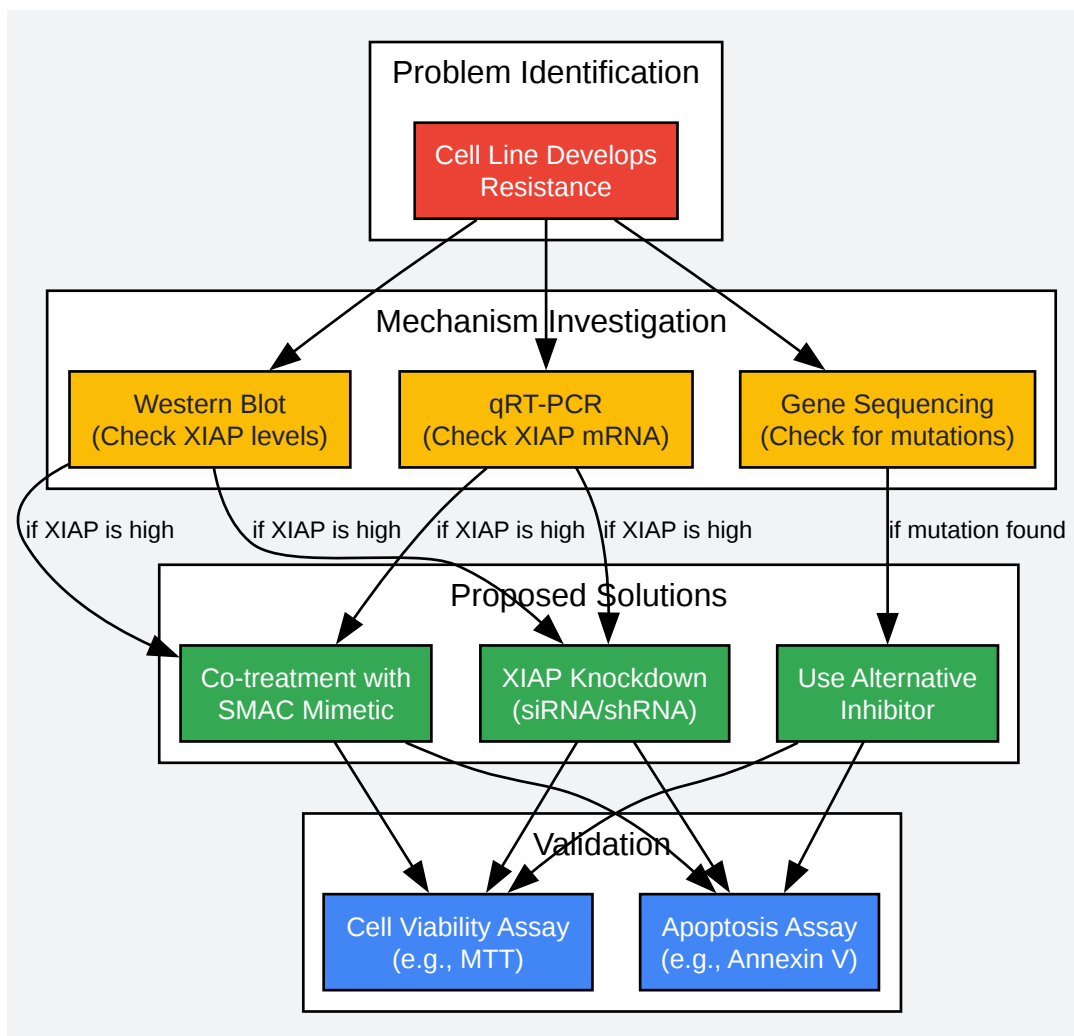 Problem Identification
Cell Line Develops
Resistance
Mechanism Investigation
Western Blot
(Check XIAP levels)
qRT-PCR
(Check XIAP mRNA)
Gene Sequencing
(Check for mutations)
if XIAP is high
if XIAP is high
if XIAP is high
if XIAP is high
if mutation found
Proposed Solutions
Co-treatment with
SMAC Mimetic
XIAP Knockdown
(siRNA/shRNA)
Use Alternative
Inhibitor
Validation
Cell Viability Assay
(e.g., MTT)
Apoptosis Assay
(e.g., Annexin V)